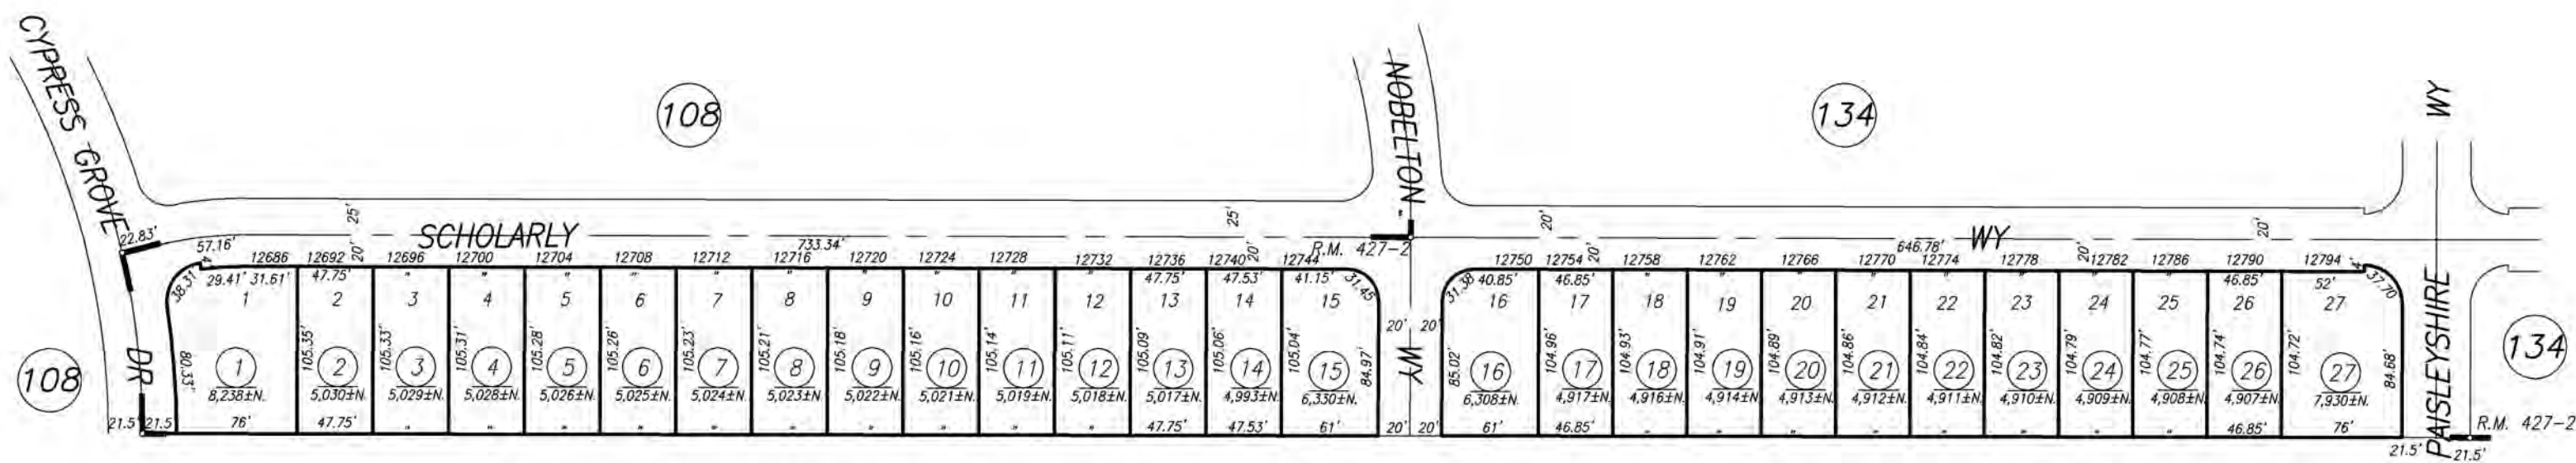 CYPRESS GROVE
DR
108
NOBELTON
WY
134
WY
PAISLEYSHIRE
SCHOLARLY
WY
25'
25'
20'
20'
22.83'
57.16'
733.34'
R.M. 427-2
646.78'
20'
20'
20'
20'
12686 12692 12696 12700 12704 12708 12712 12716 12720 12724 12728 12732 12736 12740 12744
12750 12754 12758 12762 12766 12770 12774 12778 12782 12786 12790 12794
38.31'
4'
29.41' 31.61' 47.75' " " " " " " " " " " 47.75' 47.53' 41.15' 31.45'
31.38' 40.85' 46.85' " " " " " " " " 46.85' 52' 4' 37.70'
1 2 3 4 5 6 7 8 9 10 11 12 13 14 15
16 17 18 19 20 21 22 23 24 25 26 27
80.33' 105.35' 105.33' 105.31' 105.28' 105.26' 105.23' 105.21' 105.18' 105.16' 105.14' 105.11' 105.09' 105.06' 105.04' 84.97'
20' 20'
85.02' 104.96' 104.93' 104.91' 104.89' 104.86' 104.84' 104.82' 104.79' 104.77' 104.74' 104.72' 84.68'
108
1 2 3 4 5 6 7 8 9 10 11 12 13 14 15
16 17 18 19 20 21 22 23 24 25 26 27
134
8,238±N. 5,030±N. 5,029±N. 5,028±N. 5,026±N. 5,025±N. 5,024±N. 5,023±N. 5,022±N. 5,021±N. 5,019±N. 5,018±N. 5,017±N. 4,993±N. 6,330±N.
6,308±N. 4,917±N. 4,916±N. 4,914±N. 4,913±N. 4,912±N. 4,911±N. 4,910±N. 4,909±N. 4,908±N. 4,907±N. 7,930±N.
21.5' 21.5' 76' 47.75' " " " " " " " " " " 47.75' 47.53' 61' 20' 20'
61' 46.85' " " " " " " " " 46.85' 76'
R.M. 427-2
21.5' 21.5'